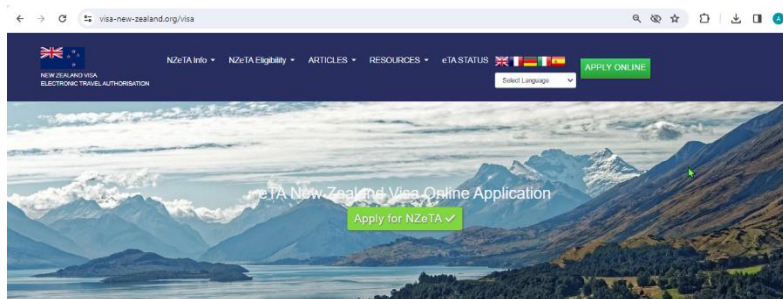 visa-new-zealand.org/visa
NZeTA Info NZeTA Eligibility ARTICLES RESOURCES eTA STATUS
APPLY ONLINE
NEW ZEALAND VISA
ELECTRONIC TRAVEL AUTHORISATION
Select Language
eTA New Zealand Visa Online Application
Apply for NZeTA ✓